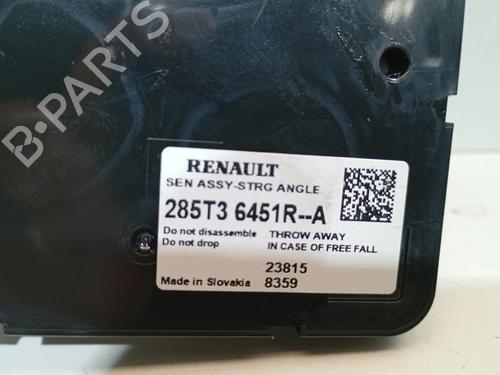 B-PARTS
RENAULT
SEN ASSY-STRG ANGLE
285T3 6451R--A
Do not disassemble THROW AWAY
Do not drop IN CASE OF FREE FALL
23815
Made in Slovakia 8359